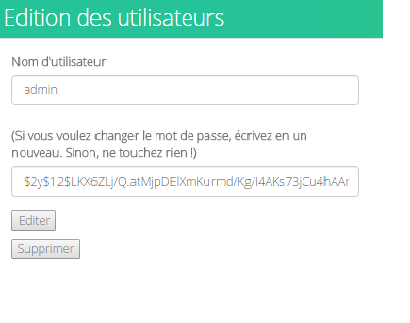 Edition des utilisateurs
Nom d'utilisateur
admin
(Si vous voulez changer le mot de passe, écrivez en un
nouveau. Sinon, ne touchez rien !)
$2y$12$LKX6ZLj/Q.atMjpDElXmKurmd/Kg/I4AKs73jCu4hAAr
Editer
Supprimer